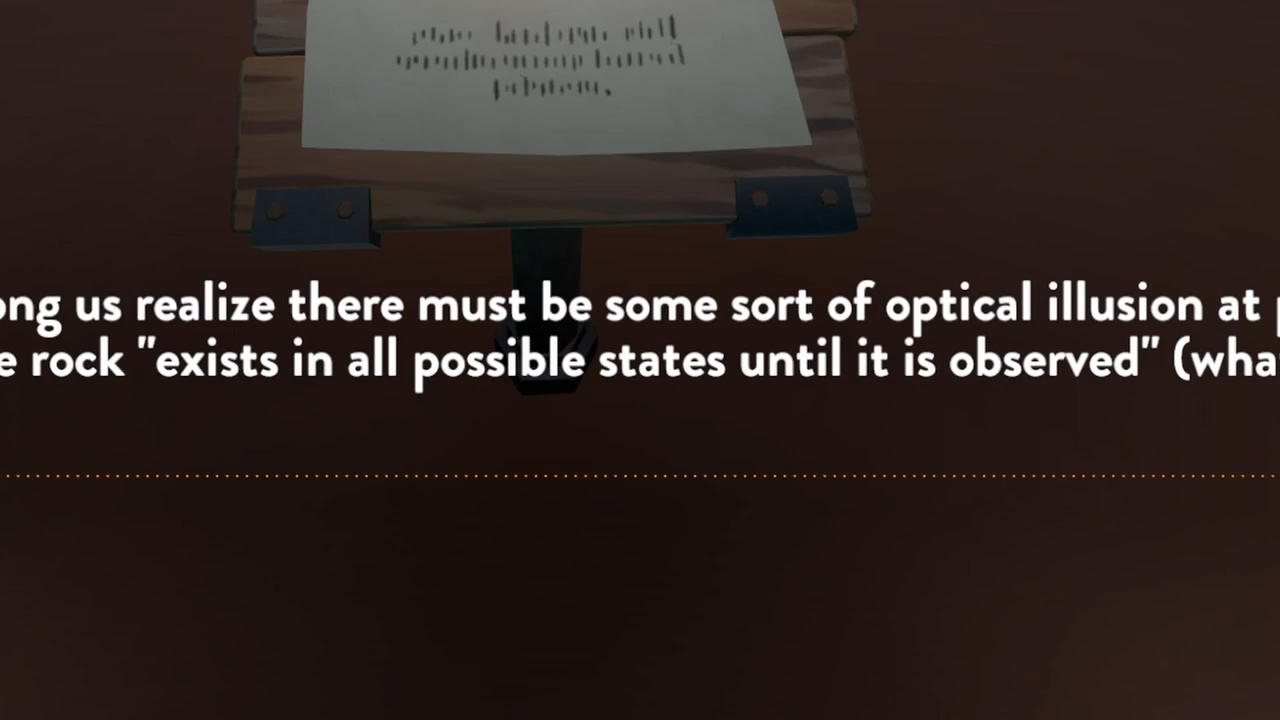 ong us realize there must be some sort of optical illusion at
e rock "exists in all possible states until it is observed" (wha